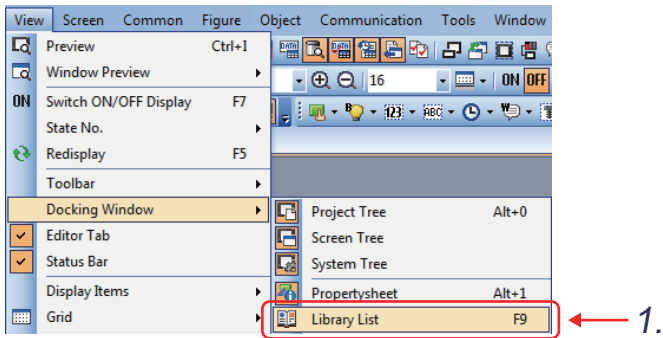 View Screen Common Figure Object Communication Tools Window
Preview Ctrl+I
Window Preview
16
ON OFF
ON Switch ON/OFF Display F7
123 ABC
State No.
Redisplay F5
Toolbar
Docking Window
Project Tree Alt+0
Editor Tab
Screen Tree
Status Bar
System Tree
Display Items
Propertysheet Alt+1
Grid
Library List F9
1.